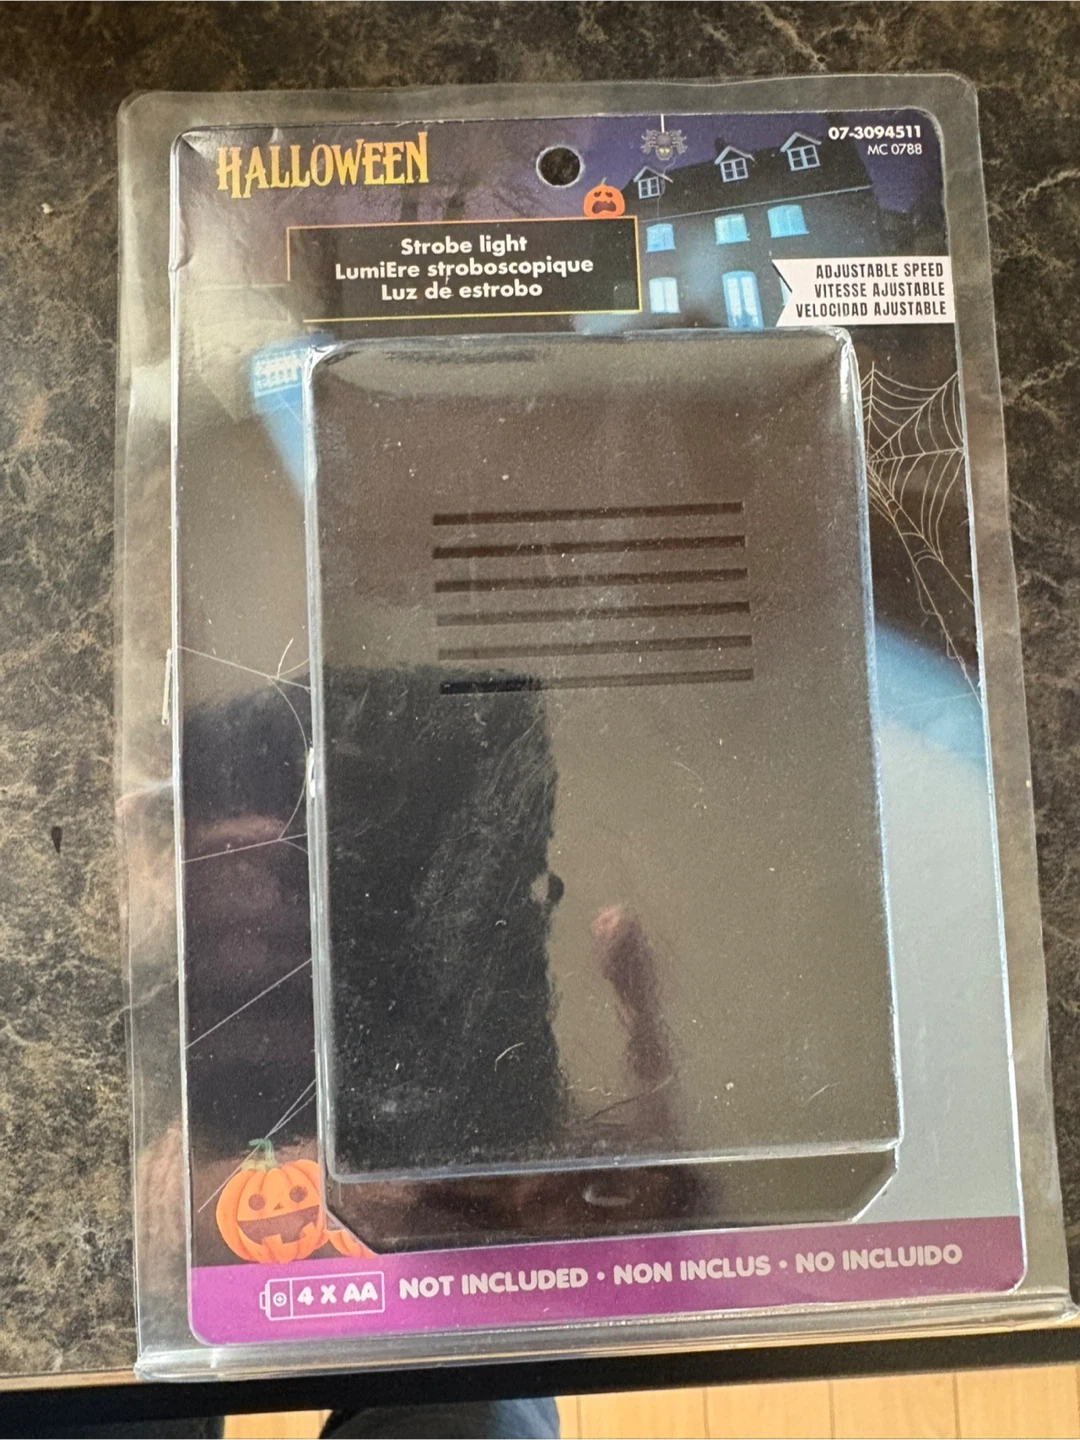 HALLOWEEN
07-3094511
MC 0788
Strobe light
LumiEre stroboscopique
Luz de estrobo
ADJUSTABLE SPEED
VITESSE AJUSTABLE
VELOCIDAD AJUSTABLE
4 X AA NOT INCLUDED • NON INCLUS • NO INCLUIDO